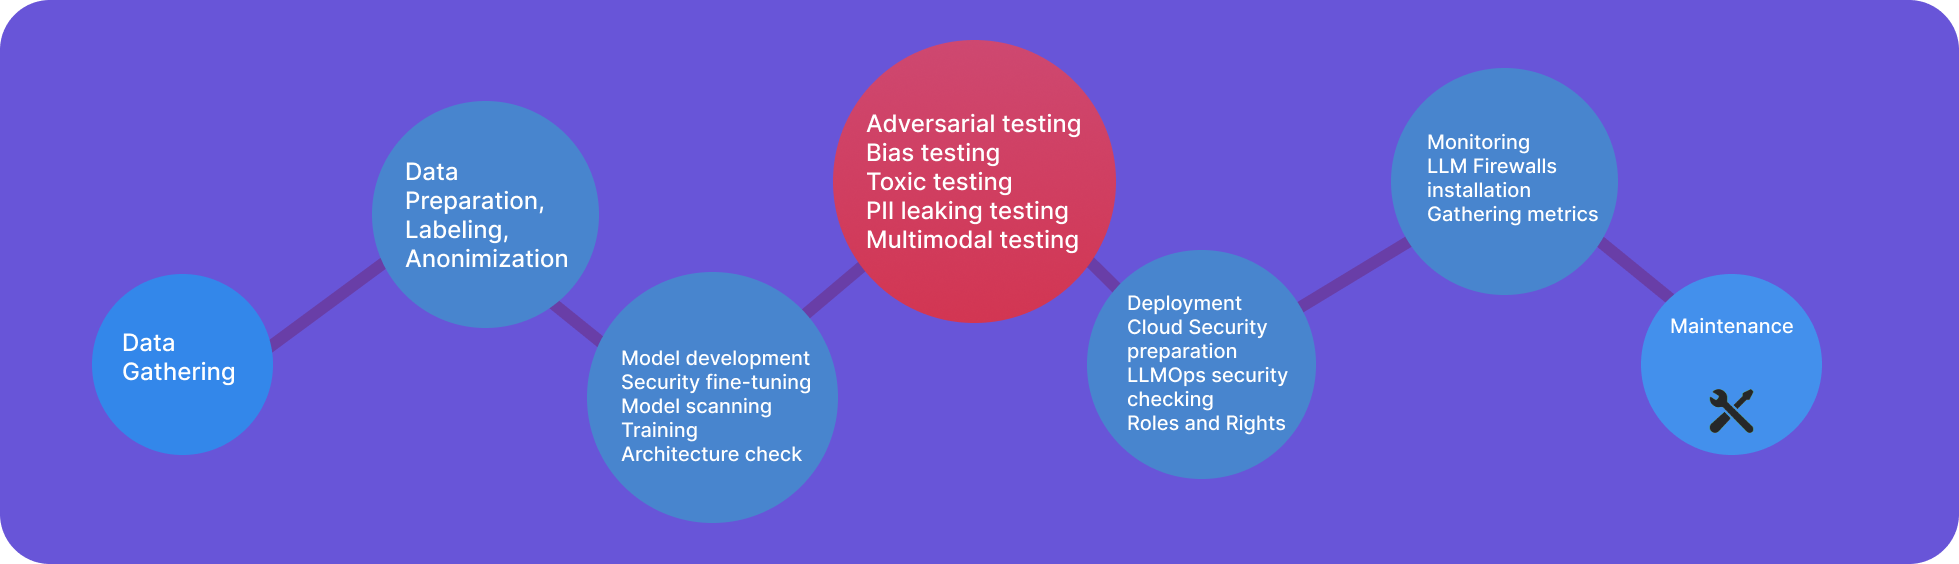 Data
Gathering
Data
Preparation,
Labeling,
Anonimization
Model development
Security fine-tuning
Model scanning
Training
Architecture check
Adversarial testing
Bias testing
Toxic testing
PII leaking testing
Multimodal testing
Deployment
Cloud Security
preparation
LLMOps security
checking
Roles and Rights
Monitoring
LLM Firewalls
installation
Gathering metrics
Maintenance